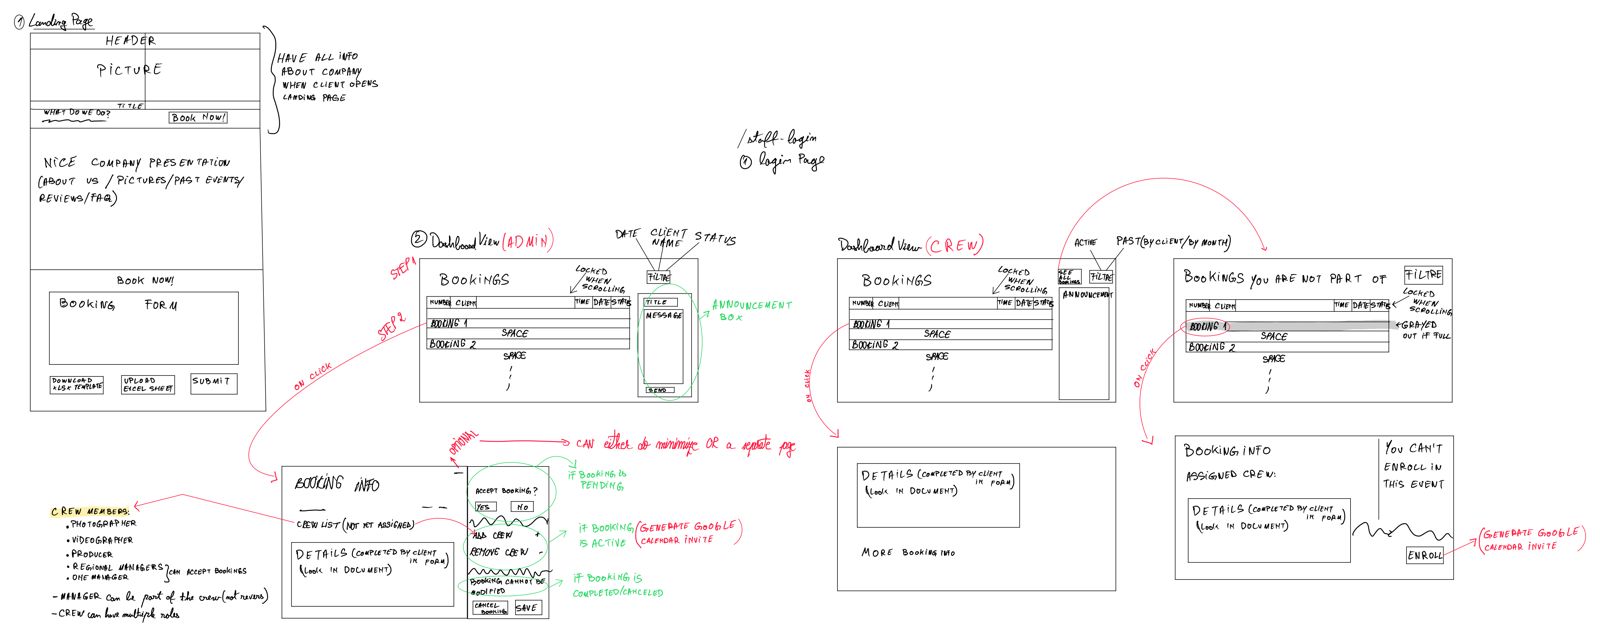 ① Landing Page
HEADER
PICTURE
TITLE
WHAT DO WE DO?
BOOK NOW!
HAVE ALL INFO
ABOUT COMPANY
WHEN CLIENT OPENS
LANDING PAGE
NICE COMPANY PRESENTATION
(ABOUT US / PICTURES/PAST EVENTS/
REVIEWS/FAQ)
BOOK NOW!
BOOKING FORM
DOWNLOAD
XLSX TEMPLATE
UPLOAD
EXCEL SHEET
SUBMIT
/staff-login
① login Page
② Dashboard View (ADMIN)
DATE
CLIENT
NAME
STATUS
STEP 1
BOOKINGS
LOCKED
WHEN
SCROLLING
FILTRE
NUMBER CLIENT
TIME DATE STATUS
STEP 2
BOOKING 1
SPACE
BOOKING 2
SPACE
TITLE
MESSAGE
SEND
ANNOUNCEMENT
BOX
ON CLICK
Dashboard View (CREW)
ACTIVE
PAST(BY CLIENT/BY MONTH)
BOOKINGS
LOCKED
WHEN
SCROLLING
SEE
ALL
BOOKINGS
FILTRE
ANNOUNCEMENT
NUMBER CLIENT
TIME DATE STATUS
BOOKING 1
SPACE
BOOKING 2
SPACE
ON CLICK
BOOKINGS YOU ARE NOT PART OF
FILTRE
LOCKED
WHEN
SCROLLING
NUMBER CLIENT
TIME DATE STATUS
BOOKING 1
GRAYED
OUT IF FULL
SPACE
BOOKING 2
SPACE
ON CLICK
OPTIONAL
CAN either do minimize OR a separate page
BOOKING INFO
CREW LIST (NOT YET ASSIGNED)
DETAILS (COMPLETED BY CLIENT
IN FORM)
(LOOK IN DOCUMENT)
ACCEPT BOOKING?
YES
NO
IF BOOKING IS
PENDING
ADD CREW +
REMOVE CREW -
IF BOOKING
IS ACTIVE
(GENERATE GOOGLE
CALENDAR INVITE
BOOKING CANNOT BE
MODIFIED
IF BOOKING IS
COMPLETED/CANCELED
CANCEL
BOOKING
SAVE
CREW MEMBERS:
• PHOTOGRAPHER
• VIDEOGRAPHER
• PRODUCER
• REGIONAL MANAGERS
• ONE MANAGER
CAN ACCEPT BOOKINGS
- MANAGER can be part of the crew (not revers)
- CREW can have multiple roles
DETAILS (COMPLETED BY CLIENT
IN FORM)
(LOOK IN DOCUMENT)
MORE BOOKING INFO
BOOKING INFO
ASSIGNED CREW:
DETAILS (COMPLETED BY CLIENT
IN FORM)
(LOOK IN DOCUMENT)
YOU CAN'T
ENROLL IN
THIS EVENT
ENROLL
(GENERATE GOOGLE
CALENDAR INVITE